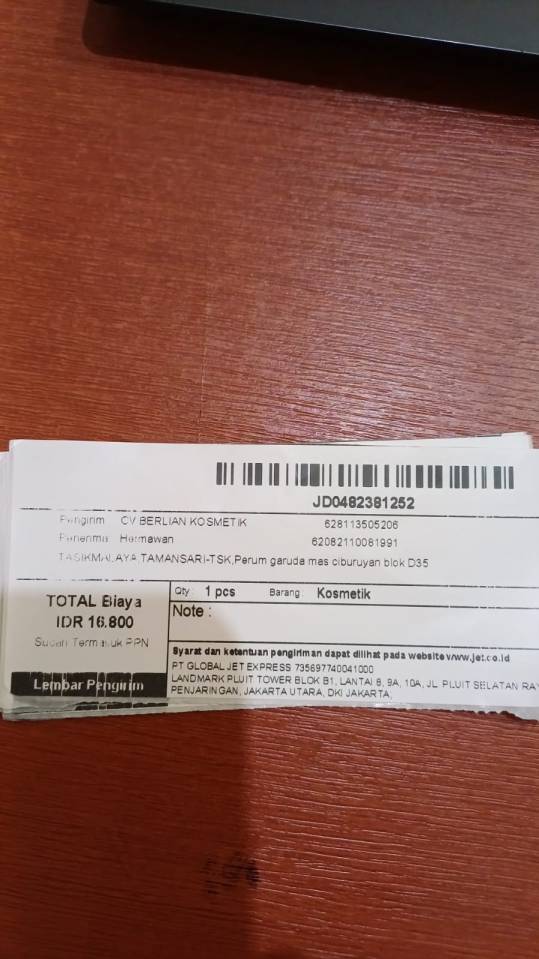 JD0482381252
Pengirim CV BERLIAN KOSMETIK 628113505206
Penerima Hermawan 62082110081991
TASIKMALAYA,TAMANSARI-TSK,Perum garuda mas ciburuyan blok D35
TOTAL Biaya
IDR 16.800
Sudah Termasuk PPN
Lembar Pengirim
Qty: 1 pcs Barang: Kosmetik
Note :
Syarat dan ketentuan pengiriman dapat dilihat pada website www.jet.co.id
PT GLOBAL JET EXPRESS 735697740041000
LANDMARK PLUIT TOWER BLOK B1, LANTAI 8, 9A, 10A, JL. PLUIT SELATAN RAY
PENJARINGAN, JAKARTA UTARA, DKI JAKARTA,